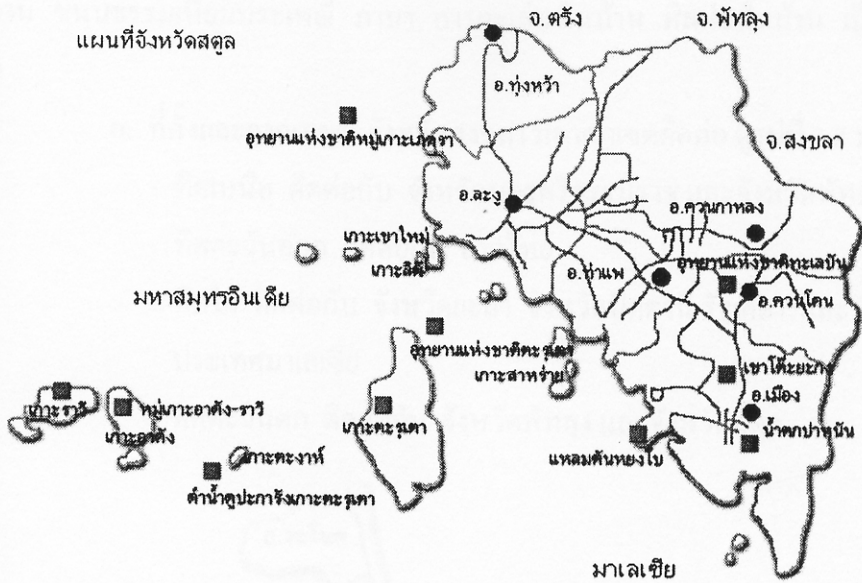 จ.ตรัง
จ.พัทลุง
แผนที่จังหวัดสตูล
อ.ทุ่งหว้า
อุทยานแห่งชาติหมู่เกาะเภตรา
จ.สงขลา
อ.ละงู
อ.ควนกาหลง
เกาะเขาใหญ่
เกาะลิดี
อ.ท่าแพ
อุทยานแห่งชาติทะเลบัน
มหาสมุทรอินเดีย
อ.ควนโดน
อุทยานแห่งชาติตะรุเตา
เกาะสาหร่าย
เขาโต๊ะยะกง
เกาะราวี
หมู่เกาะอาดัง-ราวี
เกาะตะรุเตา
อ.เมือง
เกาะอาดัง
น้ำตกปาหนัน
เกาะตะงาห์
แหลมตันหยงโป
ดำน้ำดูปะการังเกาะตะรุเตา
มาเลเซีย